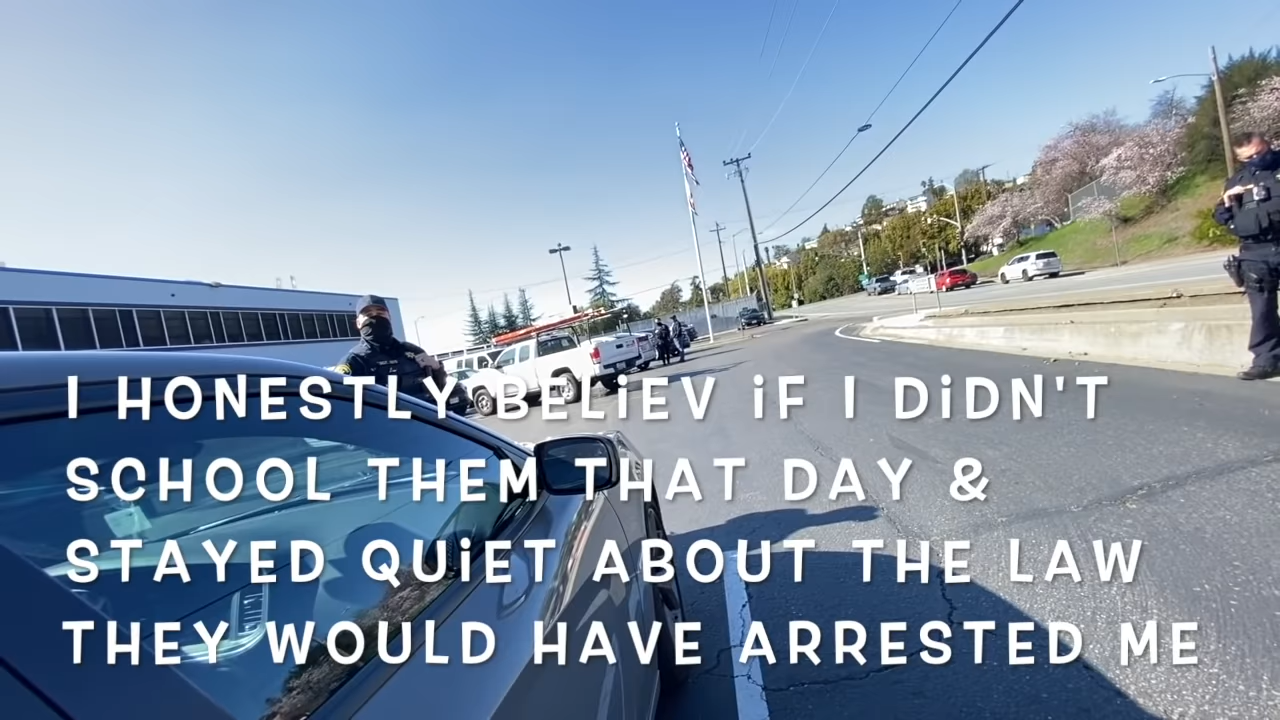 I HONESTLY BELiEV iF I DiDN'T
SCHOOL THEM THAT DAY &
STAYED QUiET ABOUT THE LAW
THEY WOULD HAVE ARRESTED ME